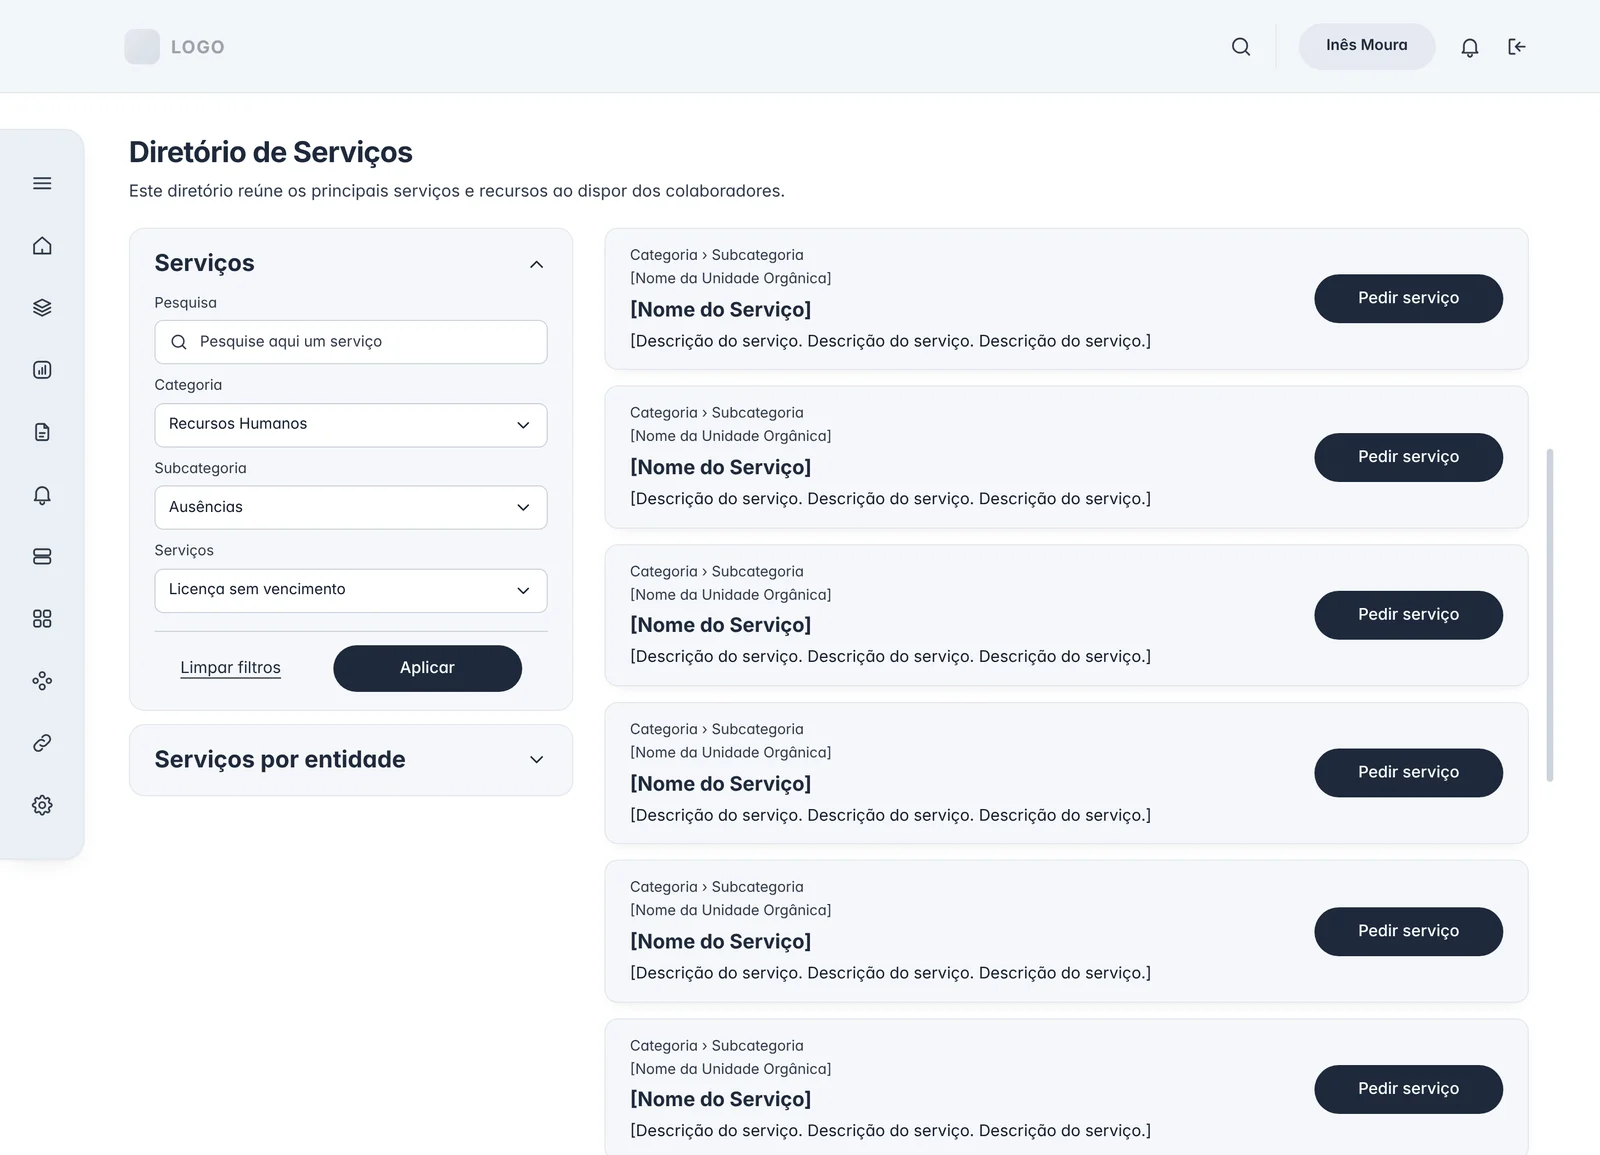 LOGO
Inês Moura
Diretório de Serviços
Este diretório reúne os principais serviços e recursos ao dispor dos colaboradores.
Serviços
Pesquisa
Pesquise aqui um serviço
Categoria
Recursos Humanos
Subcategoria
Ausências
Serviços
Licença sem vencimento
Limpar filtros
Aplicar
Serviços por entidade
Categoria › Subcategoria
[Nome da Unidade Orgânica]
[Nome do Serviço]
[Descrição do serviço. Descrição do serviço. Descrição do serviço.]
Pedir serviço
Categoria › Subcategoria
[Nome da Unidade Orgânica]
[Nome do Serviço]
[Descrição do serviço. Descrição do serviço. Descrição do serviço.]
Pedir serviço
Categoria › Subcategoria
[Nome da Unidade Orgânica]
[Nome do Serviço]
[Descrição do serviço. Descrição do serviço. Descrição do serviço.]
Pedir serviço
Categoria › Subcategoria
[Nome da Unidade Orgânica]
[Nome do Serviço]
[Descrição do serviço. Descrição do serviço. Descrição do serviço.]
Pedir serviço
Categoria › Subcategoria
[Nome da Unidade Orgânica]
[Nome do Serviço]
[Descrição do serviço. Descrição do serviço. Descrição do serviço.]
Pedir serviço
Categoria › Subcategoria
[Nome da Unidade Orgânica]
[Nome do Serviço]
[Descrição do serviço. Descrição do serviço. Descrição do serviço.]
Pedir serviço